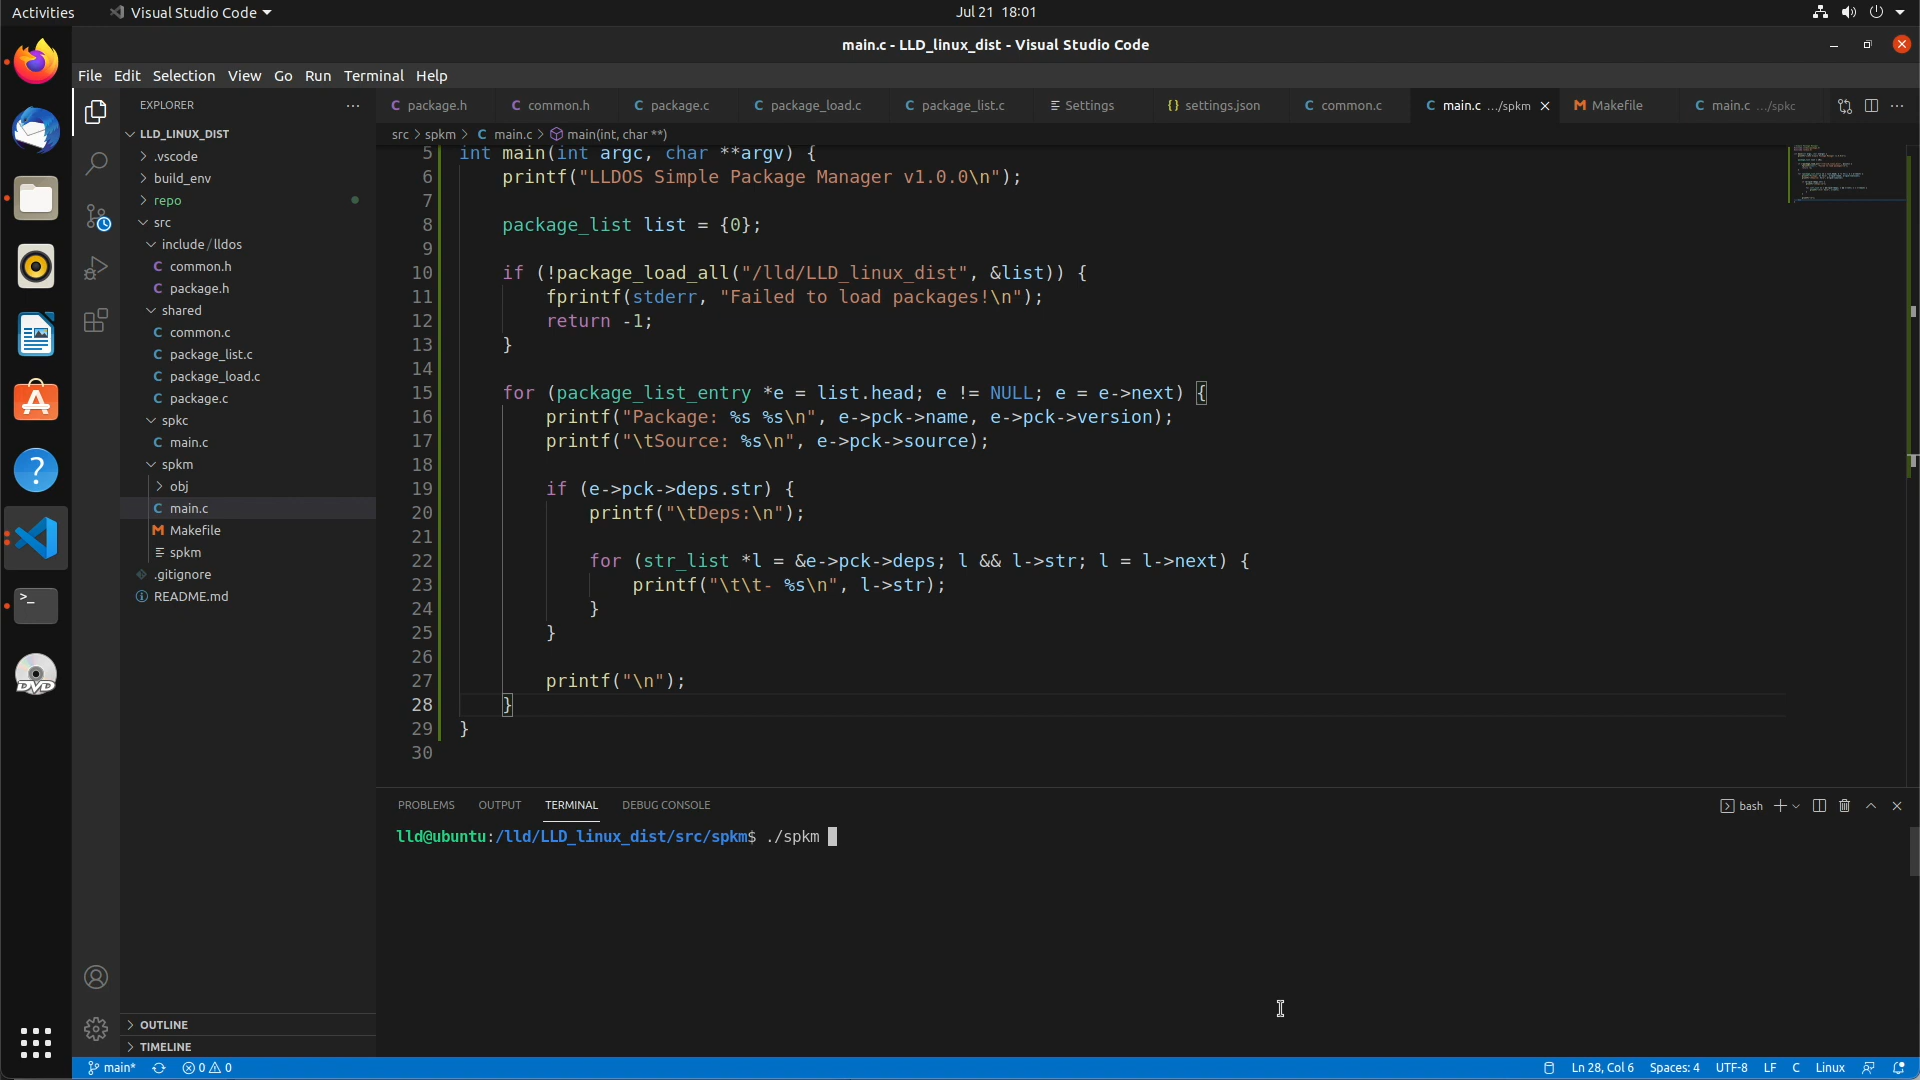 Activities
Visual Studio Code
Jul 21 18:01
main.c - LLD_linux_dist - Visual Studio Code
File Edit Selection View Go Run Terminal Help
EXPLORER
LLD_LINUX_DIST
.vscode
build_env
repo
src
include/lldos
common.h
package.h
shared
common.c
package_list.c
package_load.c
package.c
spkc
main.c
spkm
obj
main.c
Makefile
spkm
.gitignore
README.md
OUTLINE
TIMELINE
package.h common.h package.c package_load.c package_list.c Settings settings.json common.c main.c .../spkm Makefile main.c .../spkc
src > spkm > main.c > main(int, char **)
5 int main(int argc, char **argv) {
6 printf("LLDOS Simple Package Manager v1.0.0\n");
7
8 package_list list = {0};
9
10 if (!package_load_all("/lld/LLD_linux_dist", &list)) {
11 fprintf(stderr, "Failed to load packages!\n");
12 return -1;
13 }
14
15 for (package_list_entry *e = list.head; e != NULL; e = e->next) {
16 printf("Package: %s %s\n", e->pck->name, e->pck->version);
17 printf("\tSource: %s\n", e->pck->source);
18
19 if (e->pck->deps.str) {
20 printf("\tDeps:\n");
21
22 for (str_list *l = &e->pck->deps; l && l->str; l = l->next) {
23 printf("\t\t- %s\n", l->str);
24 }
25 }
26
27 printf("\n");
28 }
29 }
30
PROBLEMS OUTPUT TERMINAL DEBUG CONSOLE
bash
lld@ubuntu:/lld/LLD_linux_dist/src/spkm$ ./spkm
main* 0 0
Ln 28, Col 6 Spaces: 4 UTF-8 LF C Linux